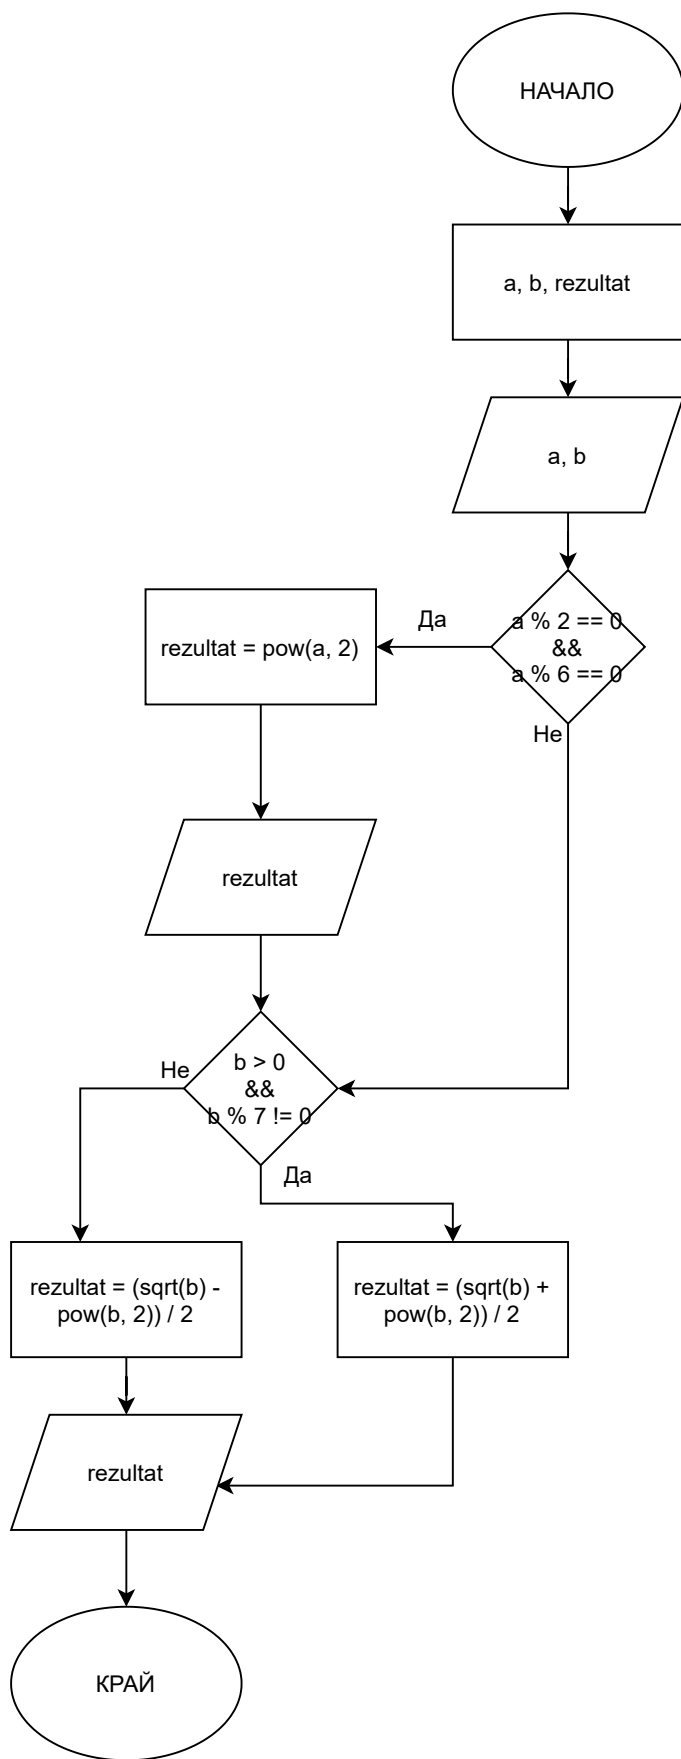 НАЧАЛО
a, b, rezultat
a, b
a % 2 == 0
&&
a % 6 == 0
Да
rezultat = pow(a, 2)
Не
rezultat
b > 0
&&
b % 7 != 0
Не
Да
rezultat = (sqrt(b) -
pow(b, 2)) / 2
rezultat = (sqrt(b) +
pow(b, 2)) / 2
rezultat
КРАЙ